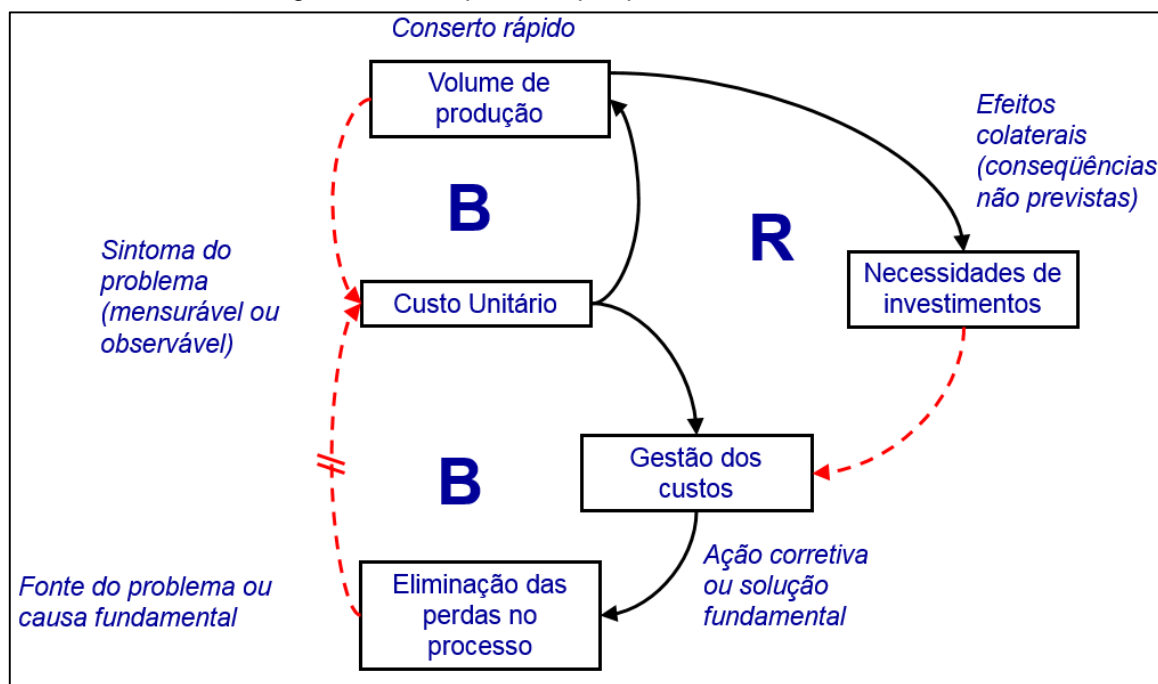 Conserto rápido
Volume de
produção
Efeitos
colaterais
(conseqüências
não previstas)
B
R
Sintoma do
problema
(mensurável ou
observável)
Custo Unitário
Necessidades de
investimentos
B
Gestão dos
custos
Fonte do problema ou
causa fundamental
Eliminação das
perdas no
processo
Ação corretiva
ou solução
fundamental